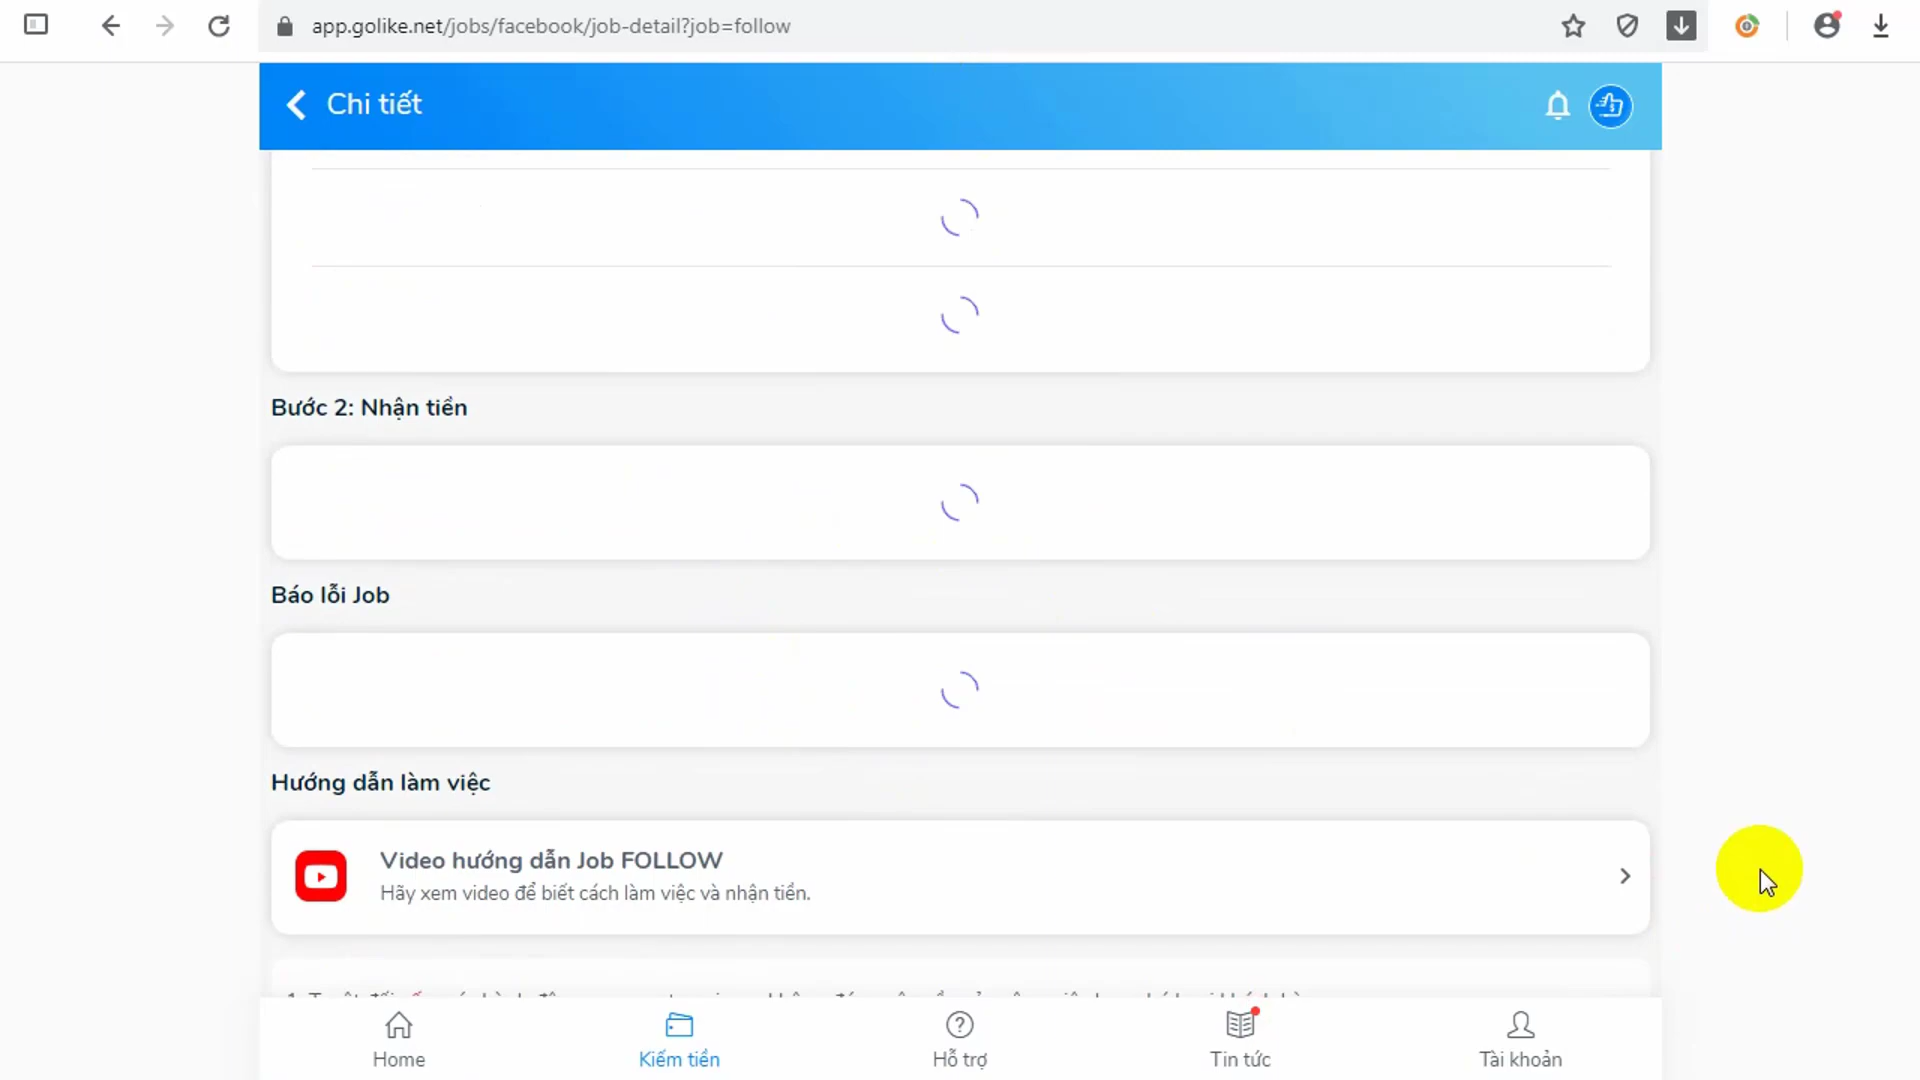 app.golike.net/jobs/facebook/job-detail?job=follow
Chi tiết
Bước 2: Nhận tiền
Báo lỗi Job
Hướng dẫn làm việc
Video hướng dẫn Job FOLLOW
Hãy xem video để biết cách làm việc và nhận tiền.
Home
Kiếm tiền
Hỗ trợ
Tin tức
Tài khoản